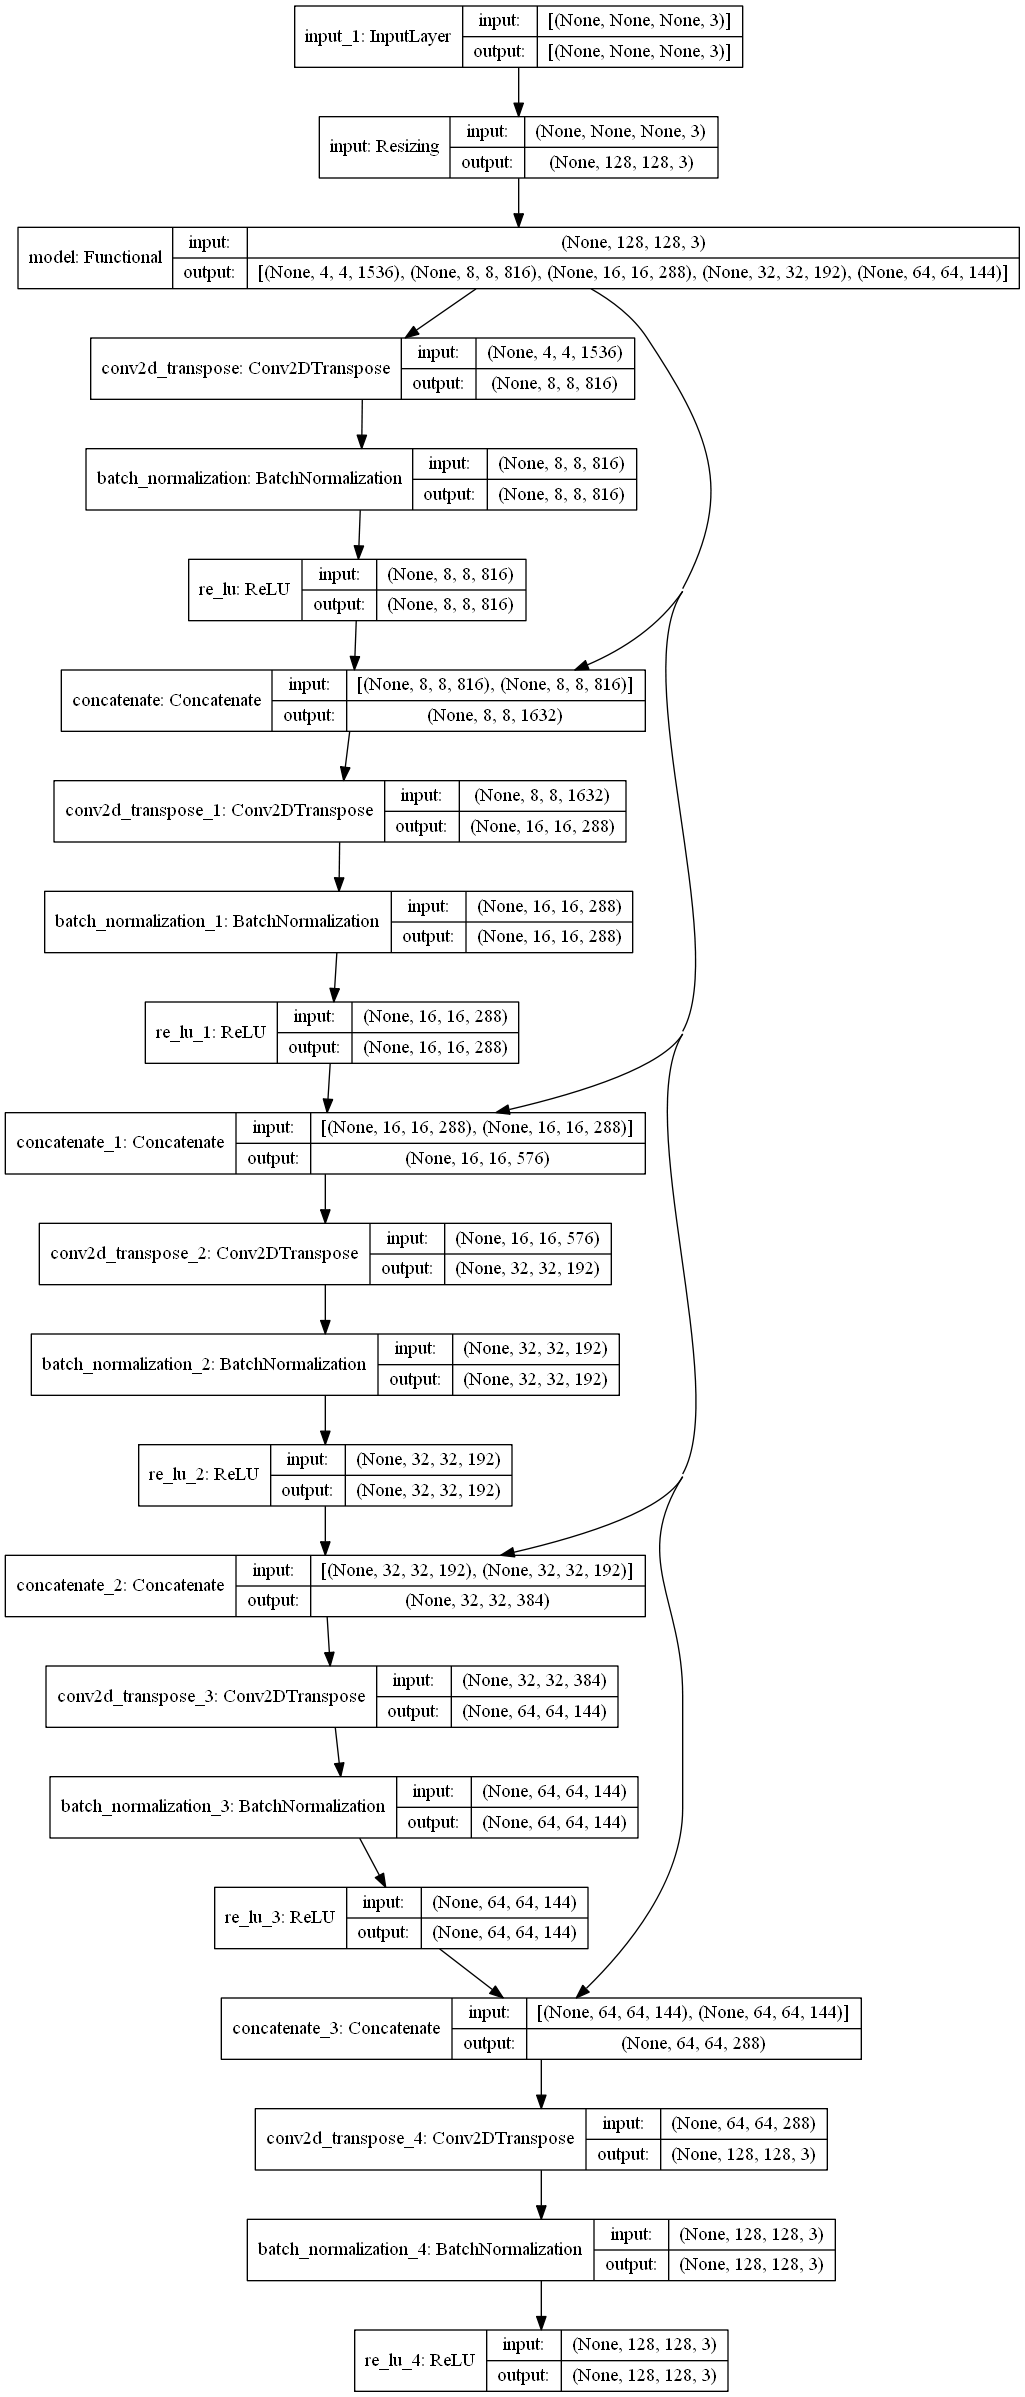 input_1: InputLayer
input: [(None, None, None, 3)]
output: [(None, None, None, 3)]
input: Resizing
input: (None, None, None, 3)
output: (None, 128, 128, 3)
model: Functional
input: (None, 128, 128, 3)
output: [(None, 4, 4, 1536), (None, 8, 8, 816), (None, 16, 16, 288), (None, 32, 32, 192), (None, 64, 64, 144)]
conv2d_transpose: Conv2DTranspose
input: (None, 4, 4, 1536)
output: (None, 8, 8, 816)
batch_normalization: BatchNormalization
input: (None, 8, 8, 816)
output: (None, 8, 8, 816)
re_lu: ReLU
input: (None, 8, 8, 816)
output: (None, 8, 8, 816)
concatenate: Concatenate
input: [(None, 8, 8, 816), (None, 8, 8, 816)]
output: (None, 8, 8, 1632)
conv2d_transpose_1: Conv2DTranspose
input: (None, 8, 8, 1632)
output: (None, 16, 16, 288)
batch_normalization_1: BatchNormalization
input: (None, 16, 16, 288)
output: (None, 16, 16, 288)
re_lu_1: ReLU
input: (None, 16, 16, 288)
output: (None, 16, 16, 288)
concatenate_1: Concatenate
input: [(None, 16, 16, 288), (None, 16, 16, 288)]
output: (None, 16, 16, 576)
conv2d_transpose_2: Conv2DTranspose
input: (None, 16, 16, 576)
output: (None, 32, 32, 192)
batch_normalization_2: BatchNormalization
input: (None, 32, 32, 192)
output: (None, 32, 32, 192)
re_lu_2: ReLU
input: (None, 32, 32, 192)
output: (None, 32, 32, 192)
concatenate_2: Concatenate
input: [(None, 32, 32, 192), (None, 32, 32, 192)]
output: (None, 32, 32, 384)
conv2d_transpose_3: Conv2DTranspose
input: (None, 32, 32, 384)
output: (None, 64, 64, 144)
batch_normalization_3: BatchNormalization
input: (None, 64, 64, 144)
output: (None, 64, 64, 144)
re_lu_3: ReLU
input: (None, 64, 64, 144)
output: (None, 64, 64, 144)
concatenate_3: Concatenate
input: [(None, 64, 64, 144), (None, 64, 64, 144)]
output: (None, 64, 64, 288)
conv2d_transpose_4: Conv2DTranspose
input: (None, 64, 64, 288)
output: (None, 128, 128, 3)
batch_normalization_4: BatchNormalization
input: (None, 128, 128, 3)
output: (None, 128, 128, 3)
re_lu_4: ReLU
input: (None, 128, 128, 3)
output: (None, 128, 128, 3)